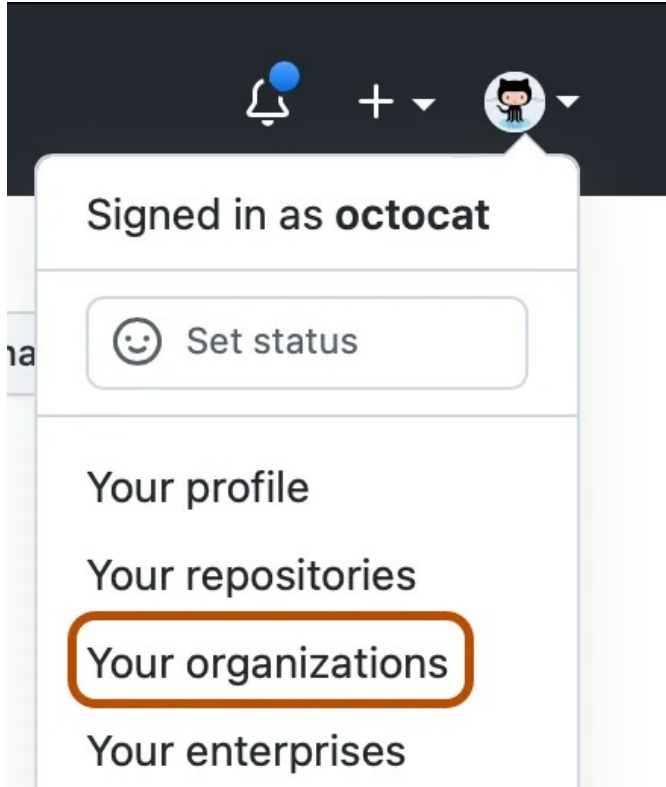 Signed in as octocat
Set status
Your profile
Your repositories
Your organizations
Your enterprises